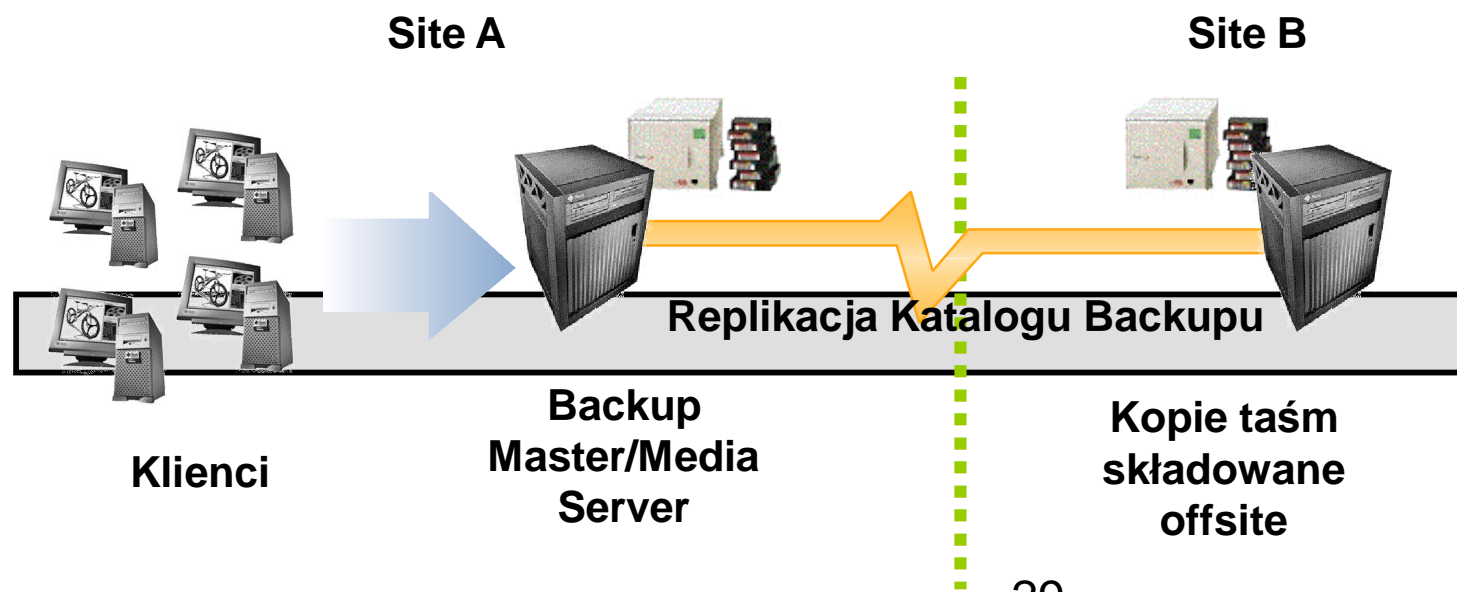 Site A
Site B
Replikacja Katalogu Backupu
Klienci
Backup
Master/Media
Server
Kopie taśm
składowane
offsite